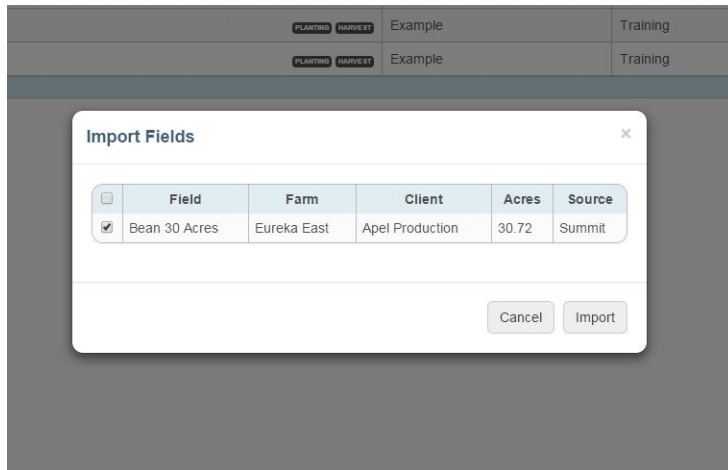 PLANTING HARVEST Example Training
PLANTING HARVEST Example Training
Import Fields ×
Field Farm Client Acres Source
Bean 30 Acres Eureka East Apel Production 30.72 Summit
Cancel Import